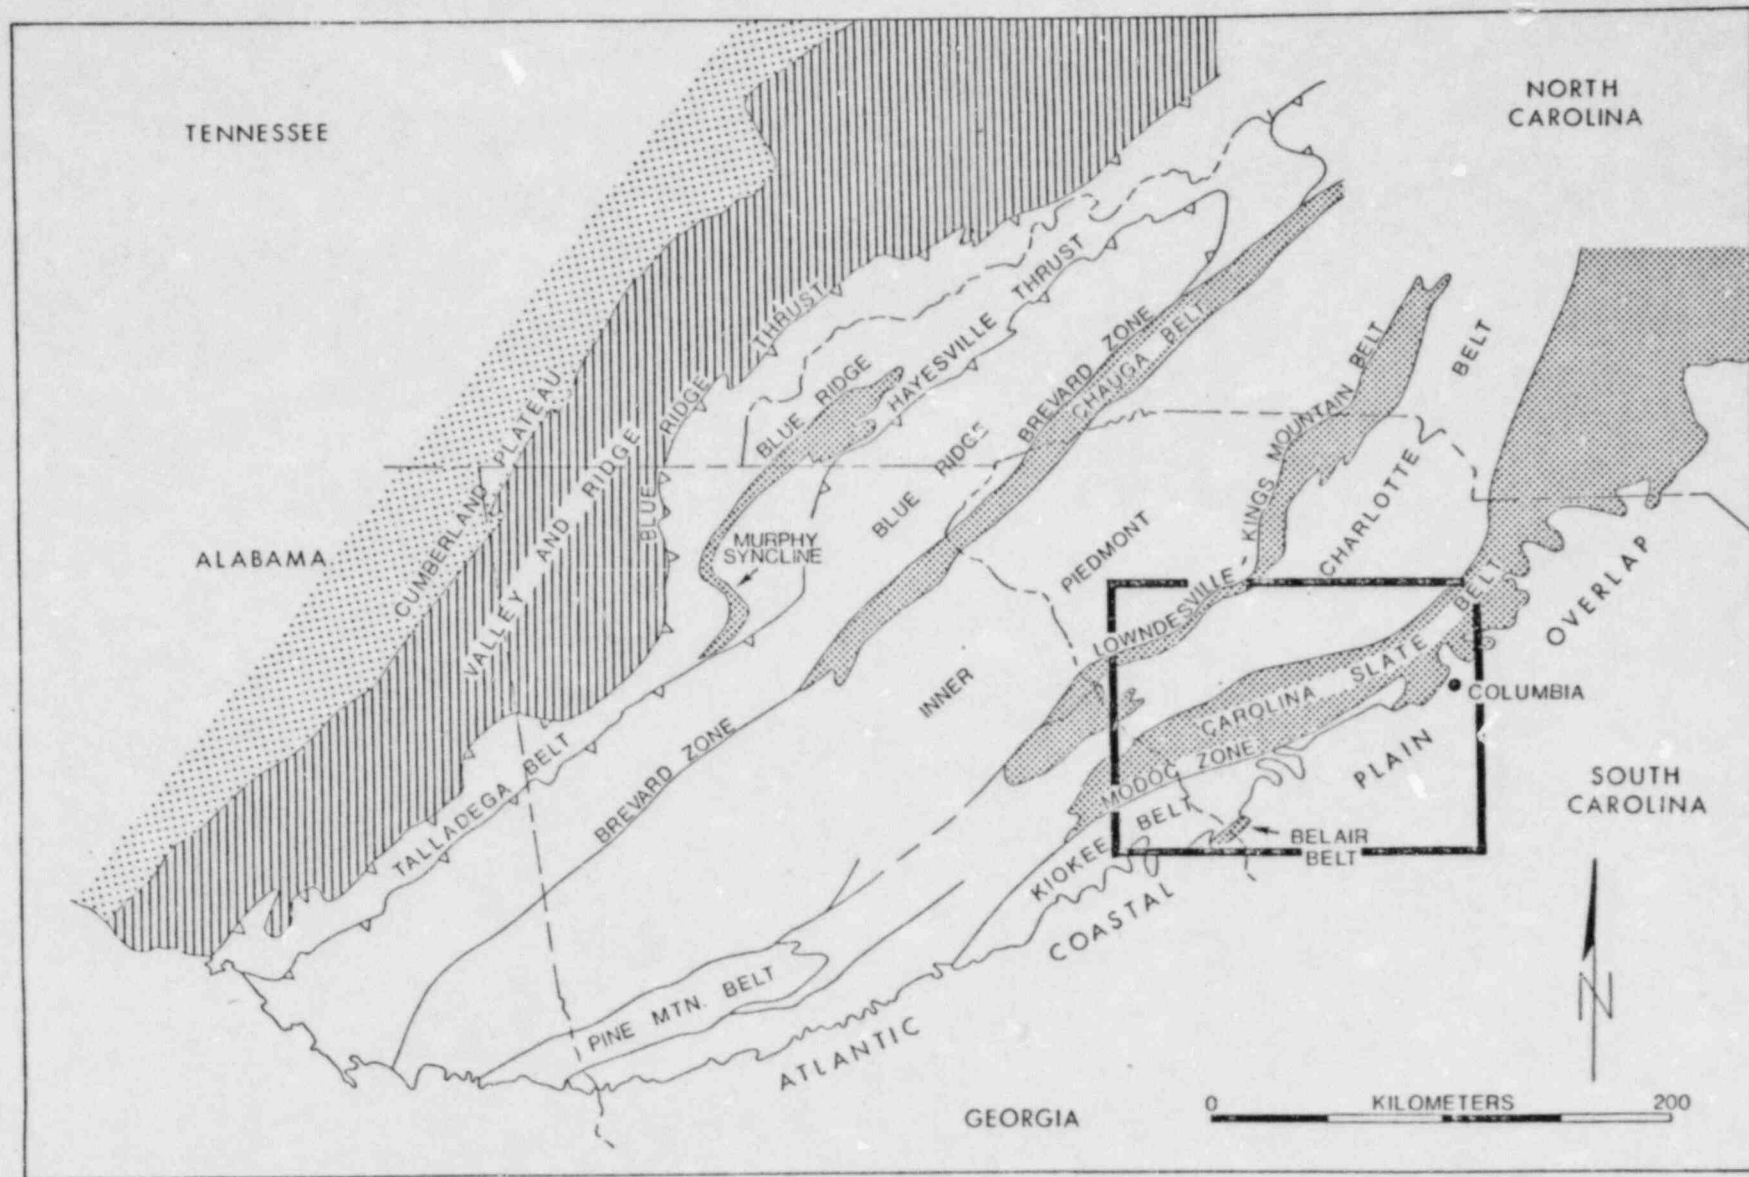 TENNESSEE
NORTH
CAROLINA
ALABAMA
CUMBERLAND PLATEAU
VALLEY AND RIDGE
BLUE RIDGE THRUST
BLUE RIDGE
HAYESVILLE THRUST
BLUE RIDGE
BREVARD ZONE
CHAUGA BELT
MURPHY
SYNCLINE
KINGS MOUNTAIN BELT
CHARLOTTE BELT
INNER PIEDMONT
LOWNDESVILLE
CAROLINA SLATE BELT
MODOC ZONE
KIOKEE BELT
BELAIR
BELT
COLUMBIA
SOUTH
CAROLINA
TALLADEGA BELT
BREVARD ZONE
PINE MTN. BELT
ATLANTIC COASTAL PLAIN OVERLAP
GEORGIA
N
0 KILOMETERS 200